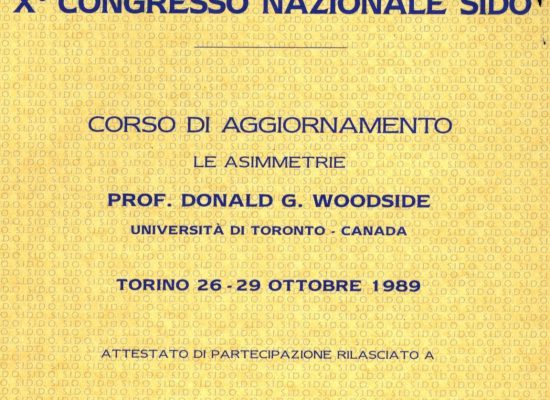 X° CONGRESSO NAZIONALE SIDO
CORSO DI AGGIORNAMENTO
LE ASIMMETRIE
PROF. DONALD G. WOODSIDE
UNIVERSITÀ DI TORONTO - CANADA
TORINO 26 - 29 OTTOBRE 1989
ATTESTATO DI PARTECIPAZIONE RILASCIATO A